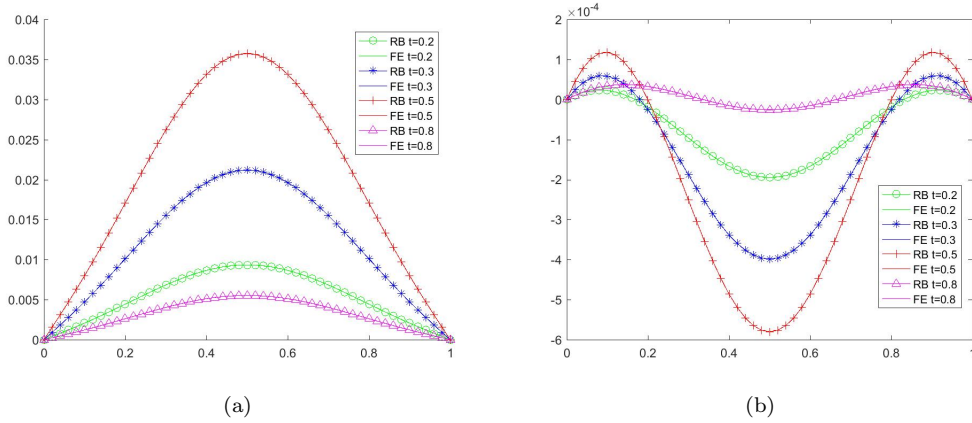 0.04
0.035
0.03
0.025
0.02
0.015
0.01
0.005
0
0 0.2 0.4 0.6 0.8 1
RB t=0.2
FE t=0.2
RB t=0.3
FE t=0.3
RB t=0.5
FE t=0.5
RB t=0.8
FE t=0.8
(a)
×10-4
2
1
0
-1
-2
-3
-4
-5
-6
0 0.2 0.4 0.6 0.8 1
RB t=0.2
FE t=0.2
RB t=0.3
FE t=0.3
RB t=0.5
FE t=0.5
RB t=0.8
FE t=0.8
(b)